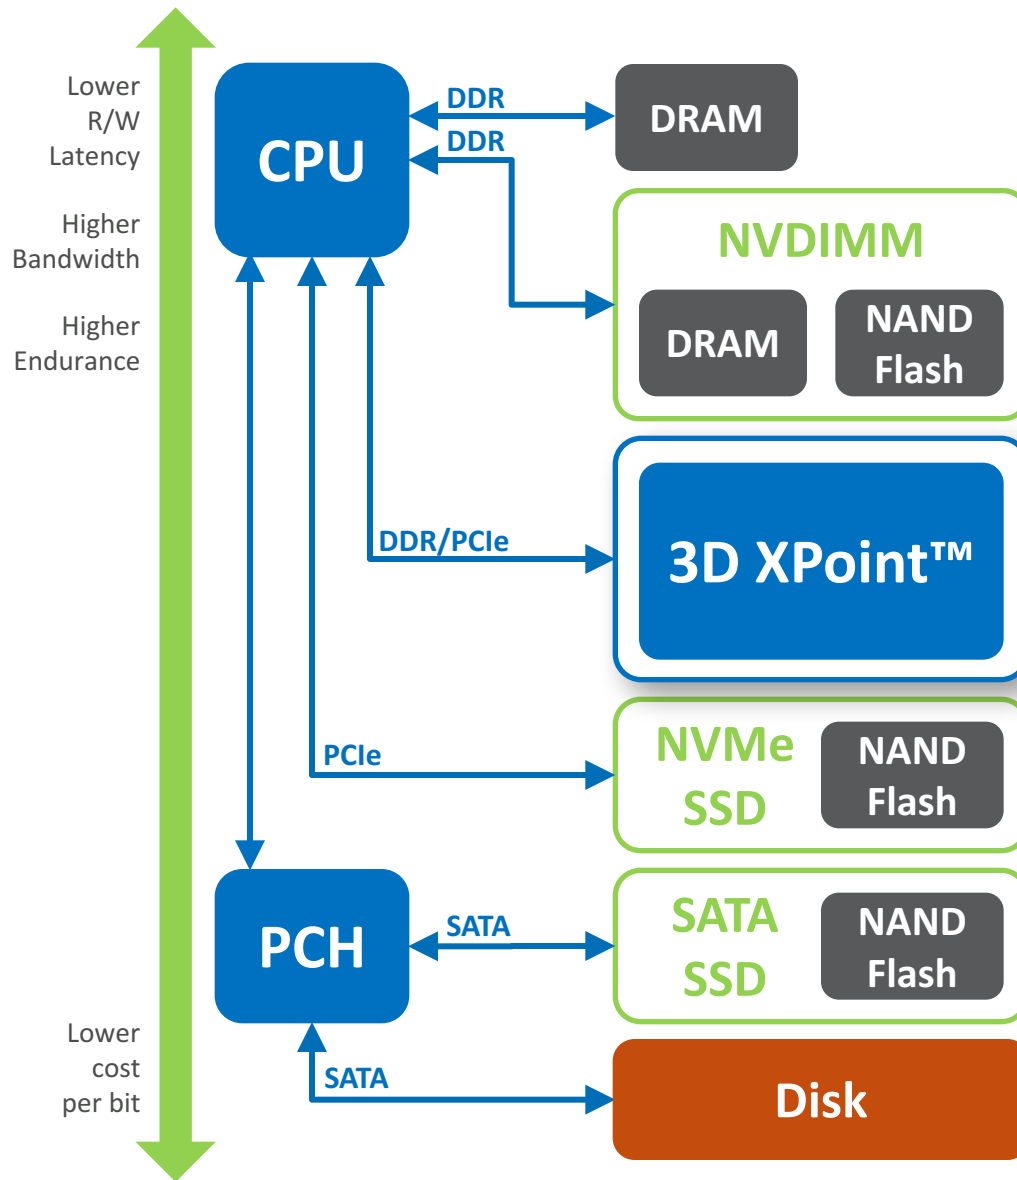 Lower
R/W
Latency
Higher
Bandwidth
Higher
Endurance
CPU
DDR
DDR
DRAM
NVDIMM
DRAM
NAND
Flash
DDR/PCIe
3D XPoint™
PCIe
NVMe
SSD
NAND
Flash
PCH
SATA
SATA
SSD
NAND
Flash
Lower
cost
per bit
SATA
Disk